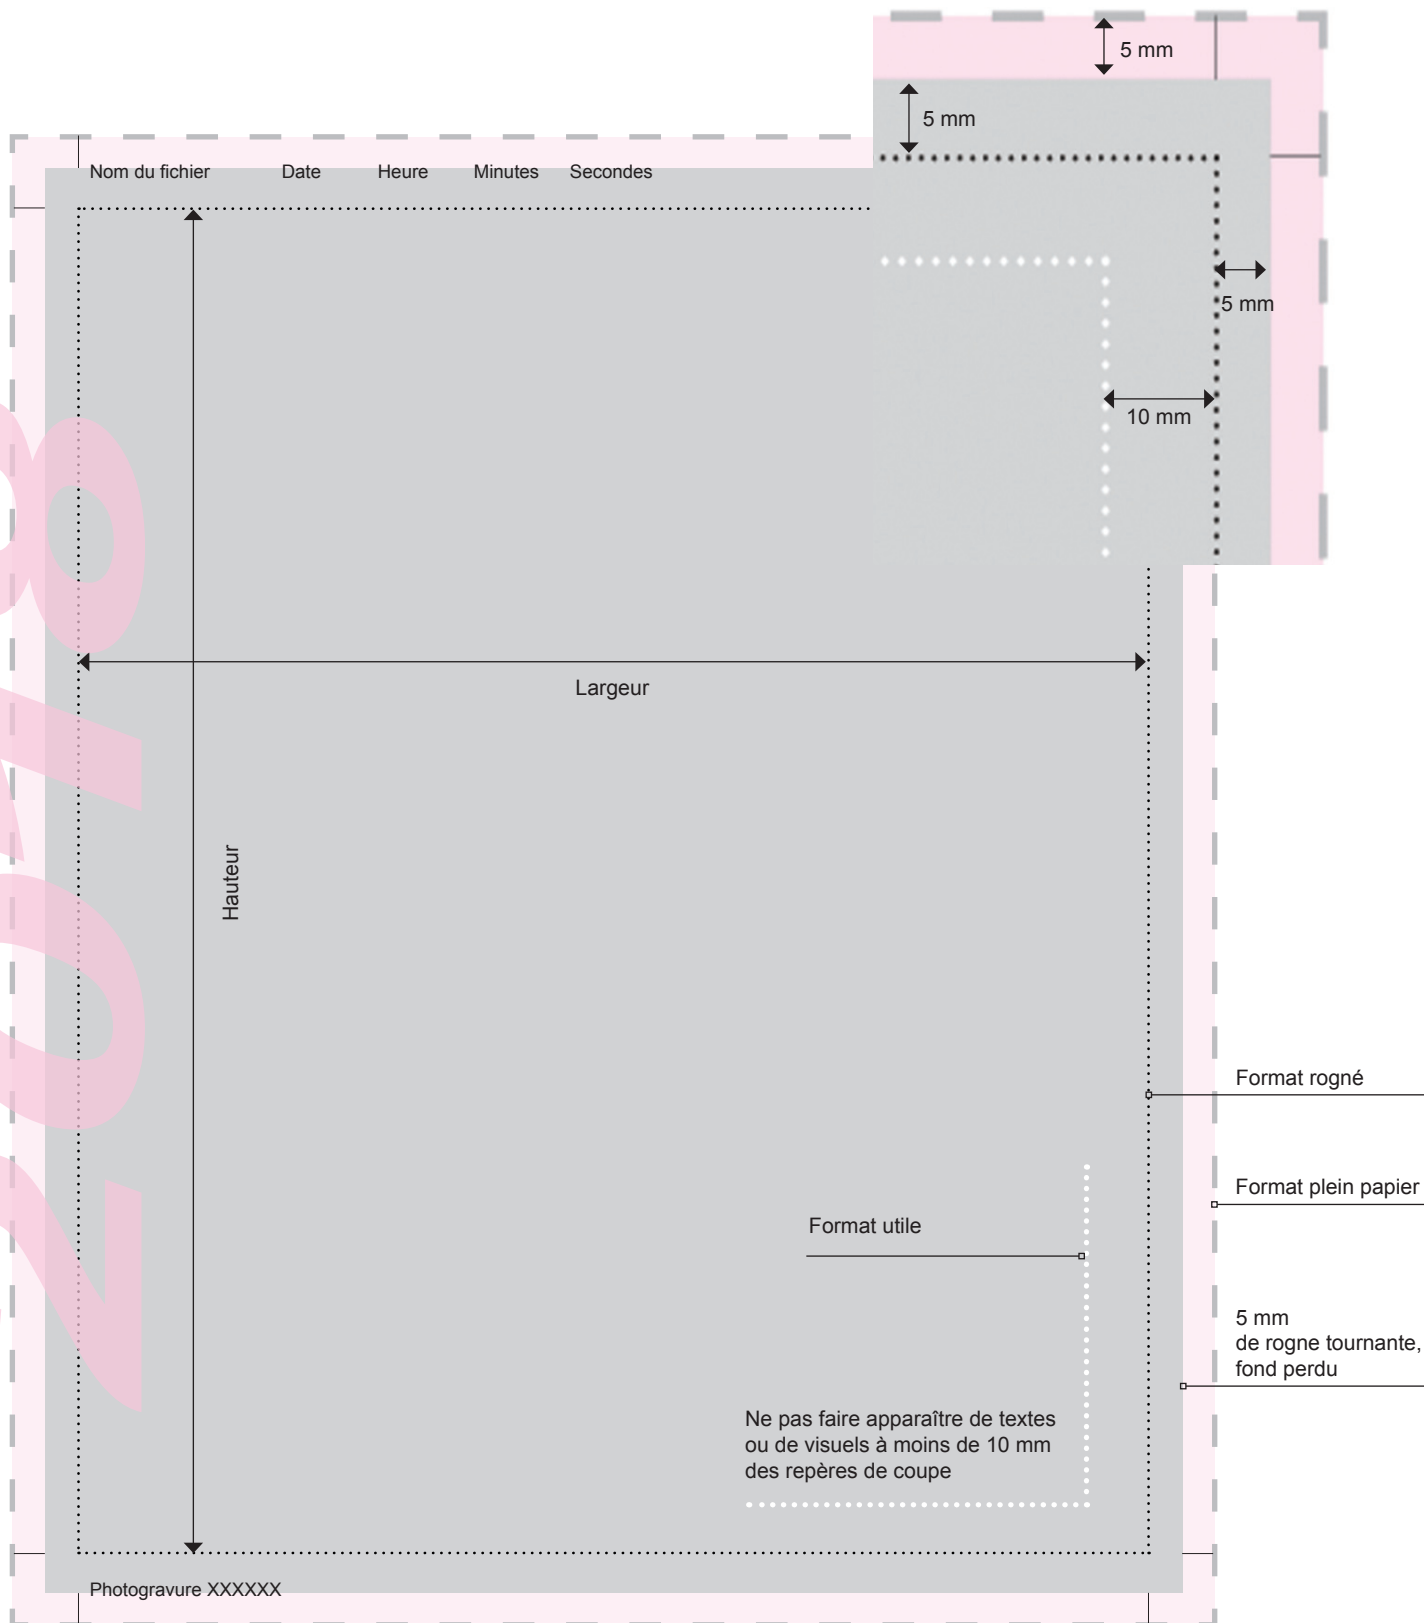 5 mm
5 mm
Nom du fichier Date Heure Minutes Secondes
5 mm
10 mm
Largeur
Hauteur
2018
Format rogné
Format plein papier
Format utile
5 mm
de rogne tournante,
fond perdu
Ne pas faire apparaître de textes
ou de visuels à moins de 10 mm
des repères de coupe
Photogravure XXXXXX